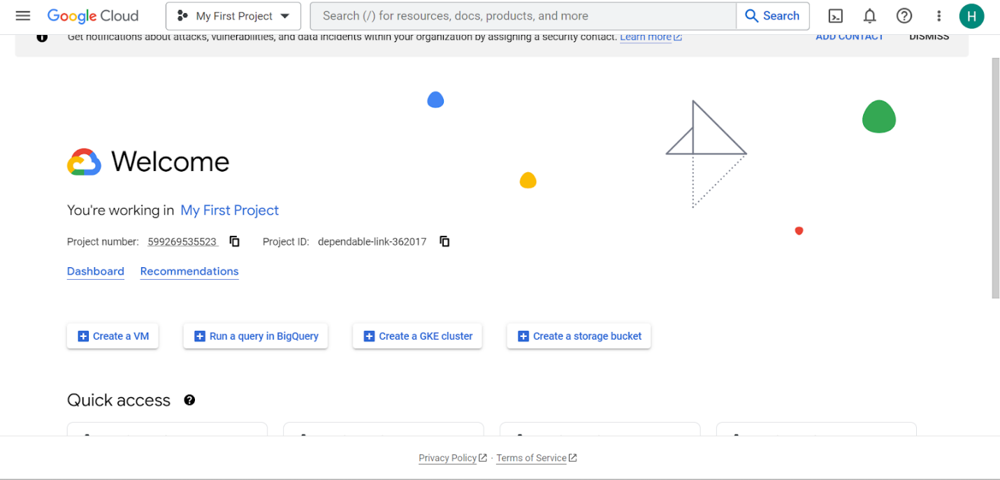 Google Cloud
My First Project
Search (/) for resources, docs, products, and more
Search
H
Get notifications about attacks, vulnerabilities, and data incidents within your organization by assigning a security contact. Learn more
ADD CONTACT
DISMISS
Welcome
You're working in My First Project
Project number: 599269535523 Project ID: dependable-link-362017
Dashboard Recommendations
Create a VM
Run a query in BigQuery
Create a GKE cluster
Create a storage bucket
Quick access
Privacy Policy · Terms of Service